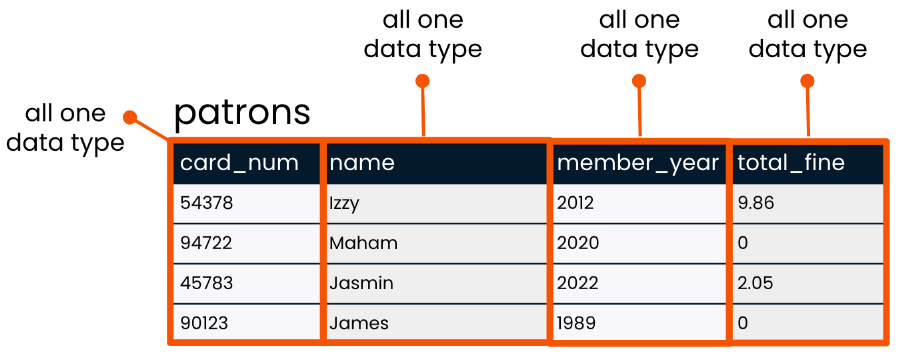 all one
data type
all one
data type
all one
data type
all one
data type
patrons
card_num name member_year total_fine
54378 Izzy 2012 9.86
94722 Maham 2020 0
45783 Jasmin 2022 2.05
90123 James 1989 0